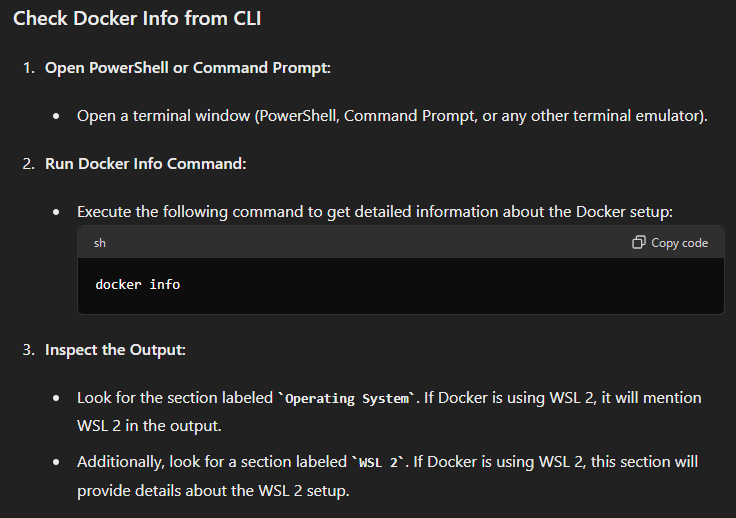 Check Docker Info from CLI
1. Open PowerShell or Command Prompt:
• Open a terminal window (PowerShell, Command Prompt, or any other terminal emulator).
2. Run Docker Info Command:
• Execute the following command to get detailed information about the Docker setup:
sh Copy code
docker info
3. Inspect the Output:
• Look for the section labeled `Operating System`. If Docker is using WSL 2, it will mention
WSL 2 in the output.
• Additionally, look for a section labeled `WSL 2`. If Docker is using WSL 2, this section will
provide details about the WSL 2 setup.